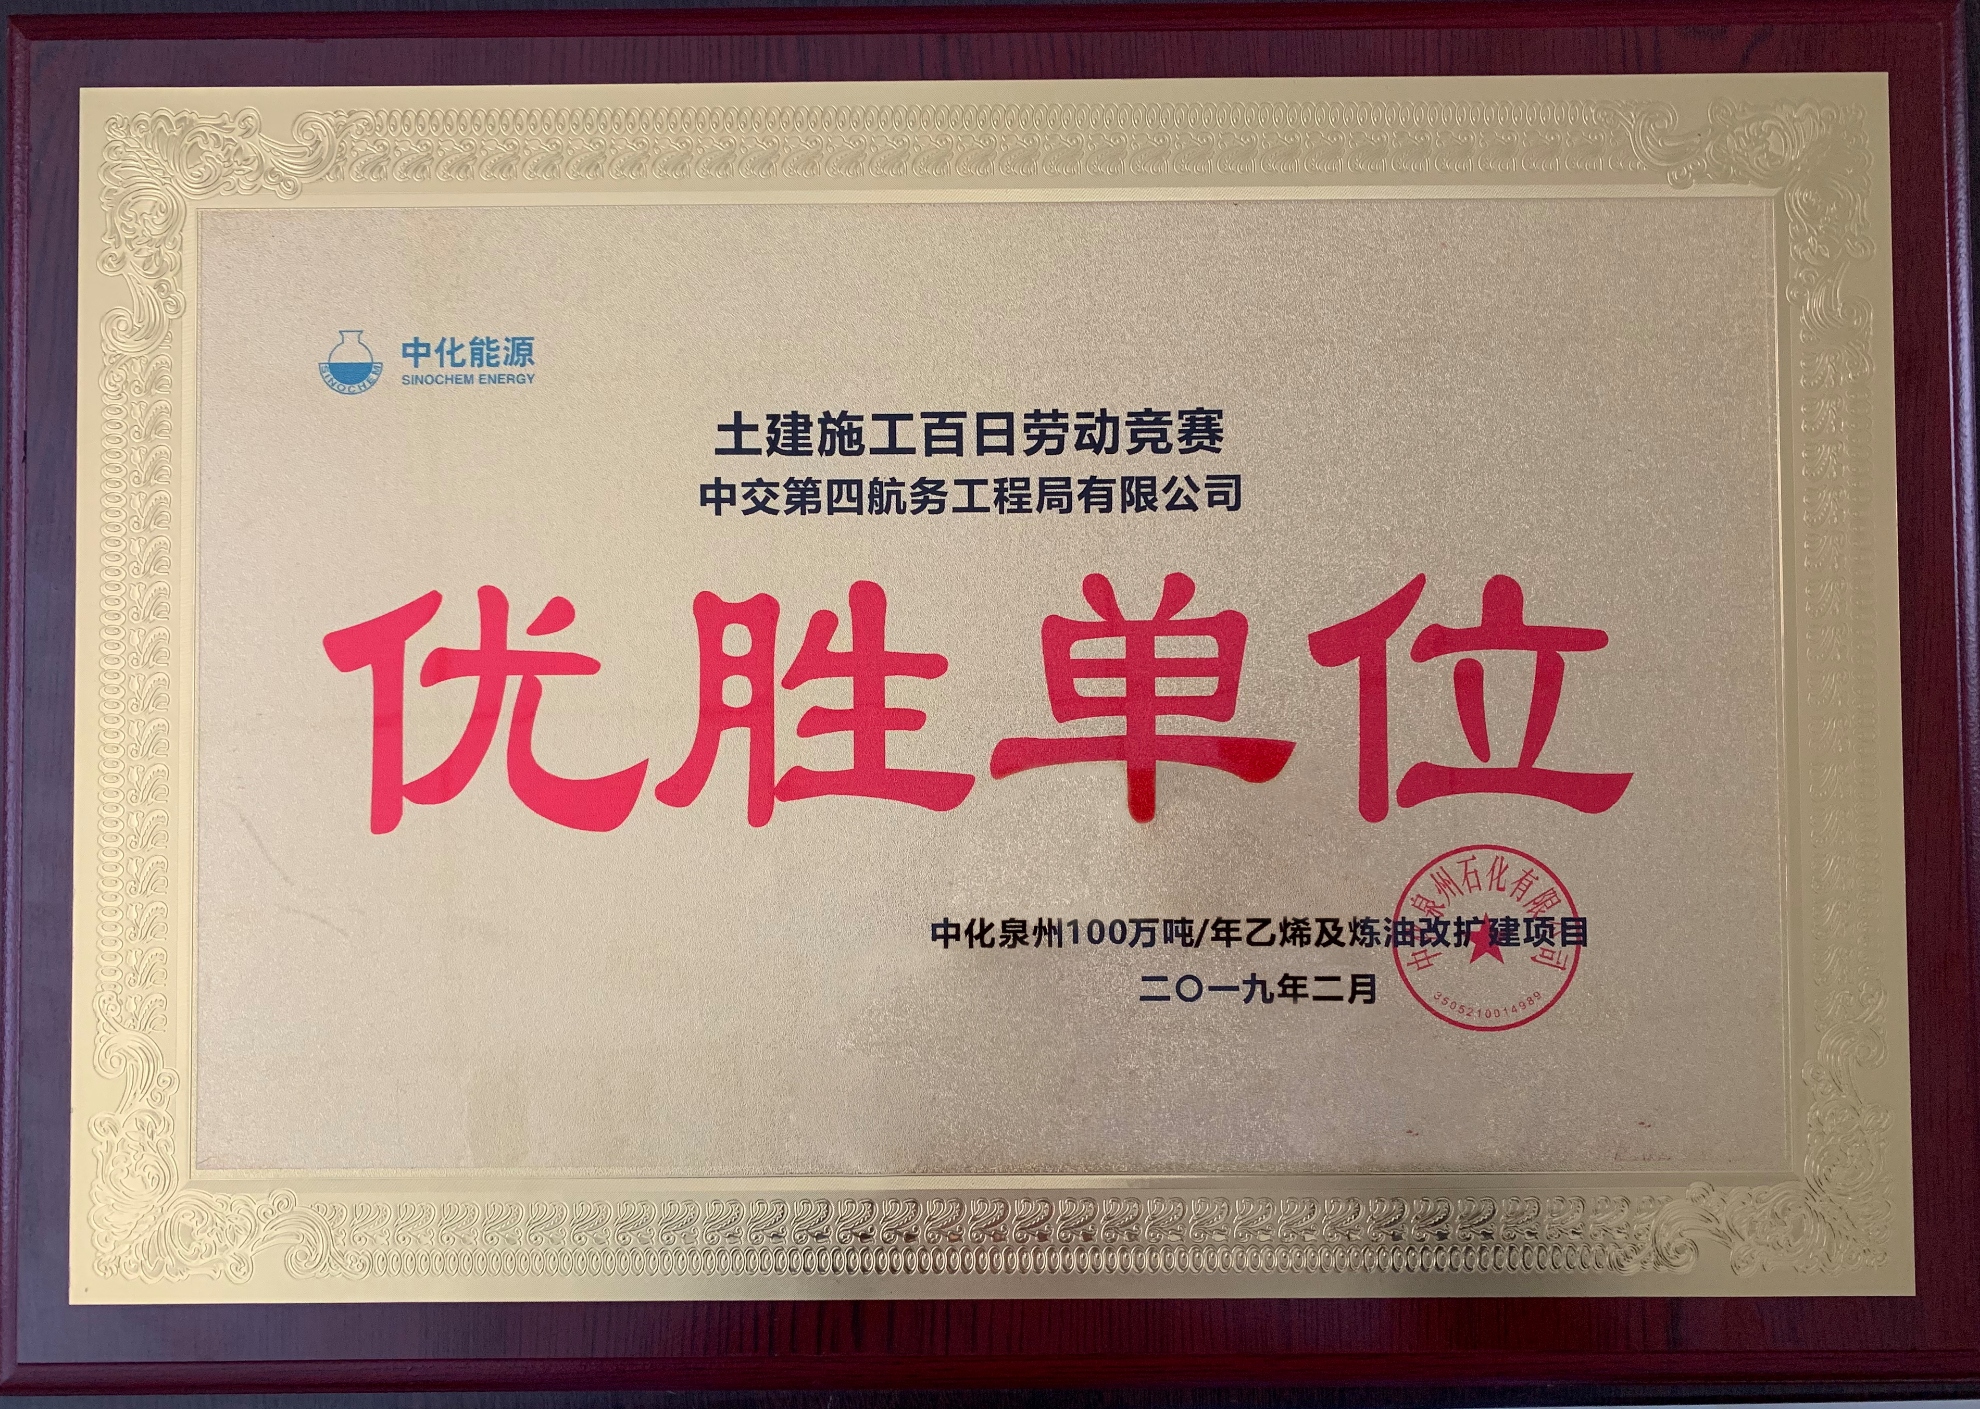 SINOCHEM
中化能源
SINOCHEM ENERGY
土建施工百日劳动竞赛
中交第四航务工程局有限公司
优胜单位
中化泉州100万吨/年乙烯及炼油改扩建项目
二〇一九年二月
中化泉州石化有限公司
3505210014989